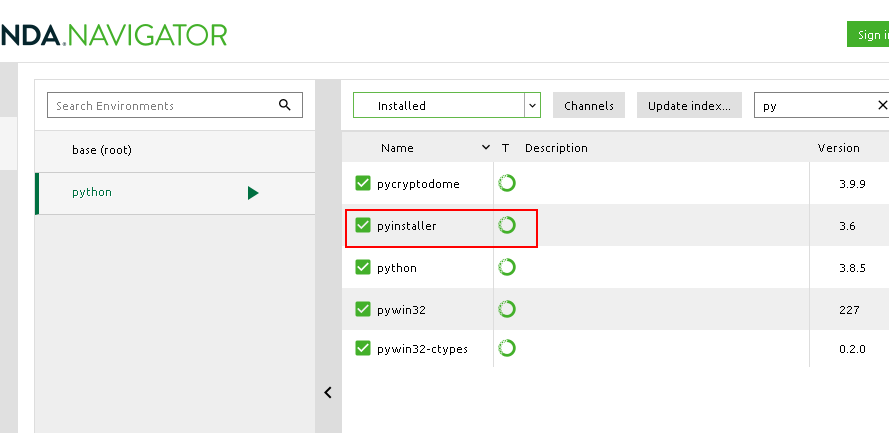 NDA.NAVIGATOR
Sign i
Search Environments
Installed
Channels
Update index...
py
base (root)
python
Name
T
Description
Version
pycryptodome
3.9.9
pyinstaller
3.6
python
3.8.5
pywin32
227
pywin32-ctypes
0.2.0